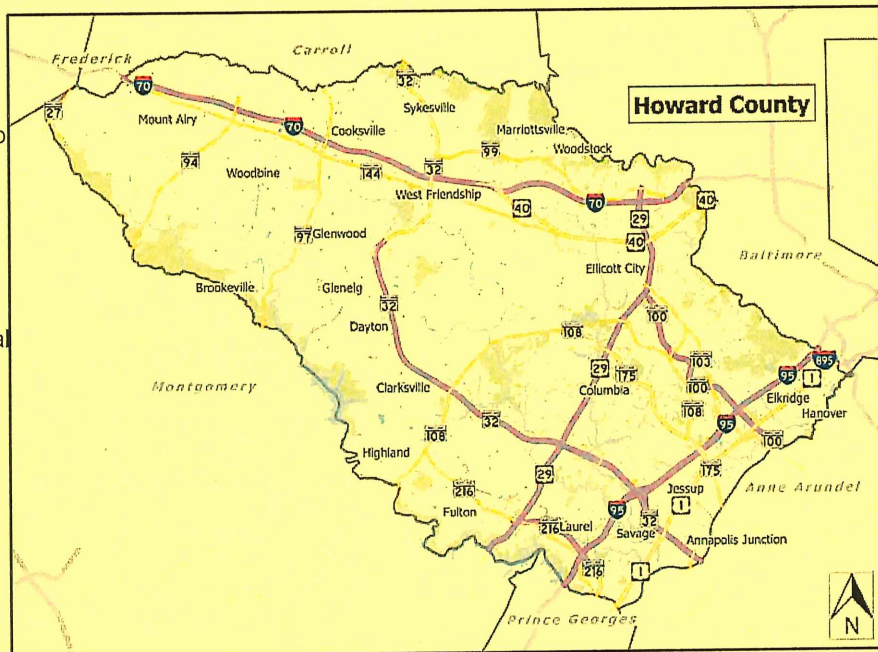 Carroll
Frederick
Howard County
32
70
Sykesville
27
Mount Airy
70
Cooksville
Marriottsville
99
Woodstock
94
Woodbine
144
32
West Friendship
70
40
40
29
97
Glenwood
40
Ellicott City
Baltimore
Brookeville
Glenelg
32
Dayton
100
108
103
95
895
Montgomery
Clarksville
29
175
Columbia
100
1
Elkridge
108
Hanover
108
32
95
100
Highland
29
175
216
Jessup
Anne Arundel
Fulton
95
1
216
Laurel
Savage
32
Annapolis Junction
216
1
Prince Georges
N